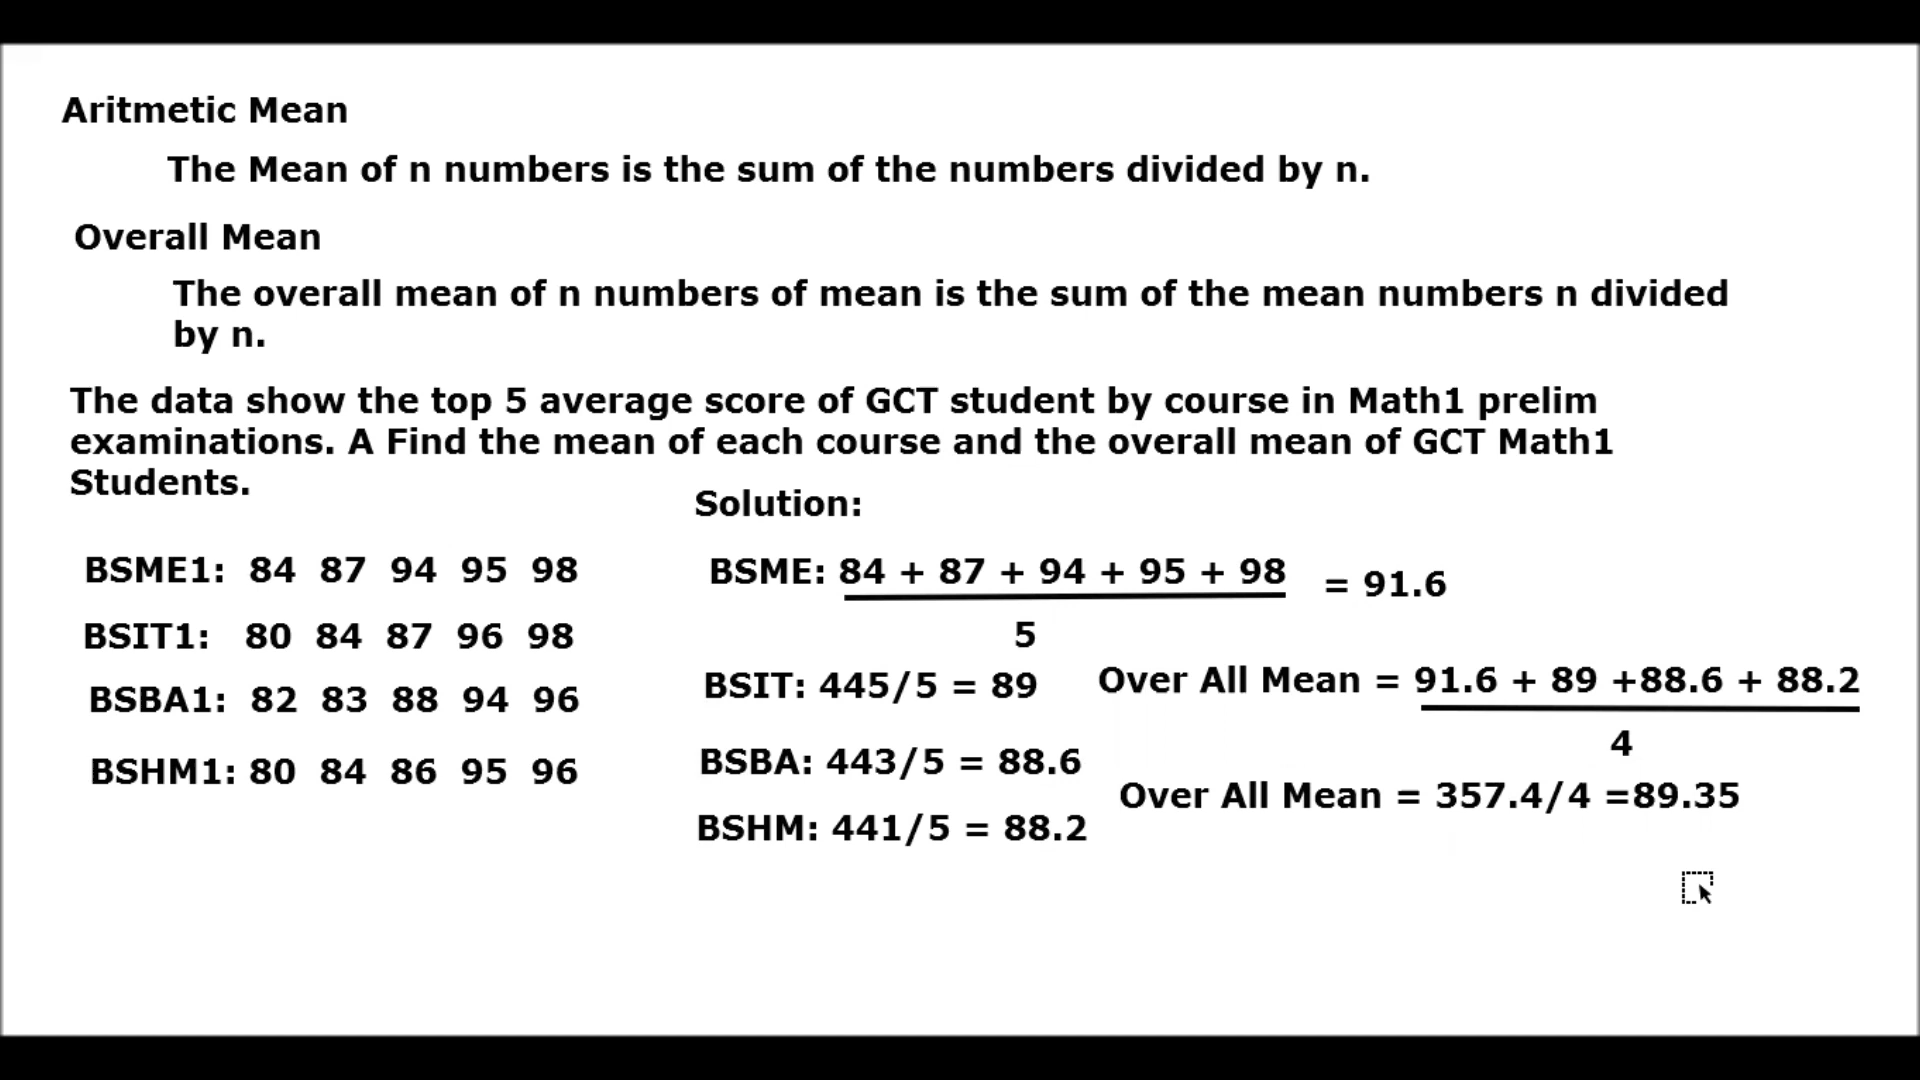 Aritmetic Mean
The Mean of n numbers is the sum of the numbers divided by n.
Overall Mean
The overall mean of n numbers of mean is the sum of the mean numbers n divided
by n.
The data show the top 5 average score of GCT student by course in Math1 prelim
examinations. A Find the mean of each course and the overall mean of GCT Math1
Students.
BSME1: 84 87 94 95 98
BSIT1: 80 84 87 96 98
BSBA1: 82 83 88 94 96
BSHM1: 80 84 86 95 96
Solution:
BSME: 84 + 87 + 94 + 95 + 98 = 91.6
5
BSIT: 445/5 = 89
BSBA: 443/5 = 88.6
BSHM: 441/5 = 88.2
Over All Mean = 91.6 + 89 +88.6 + 88.2
4
Over All Mean = 357.4/4 =89.35